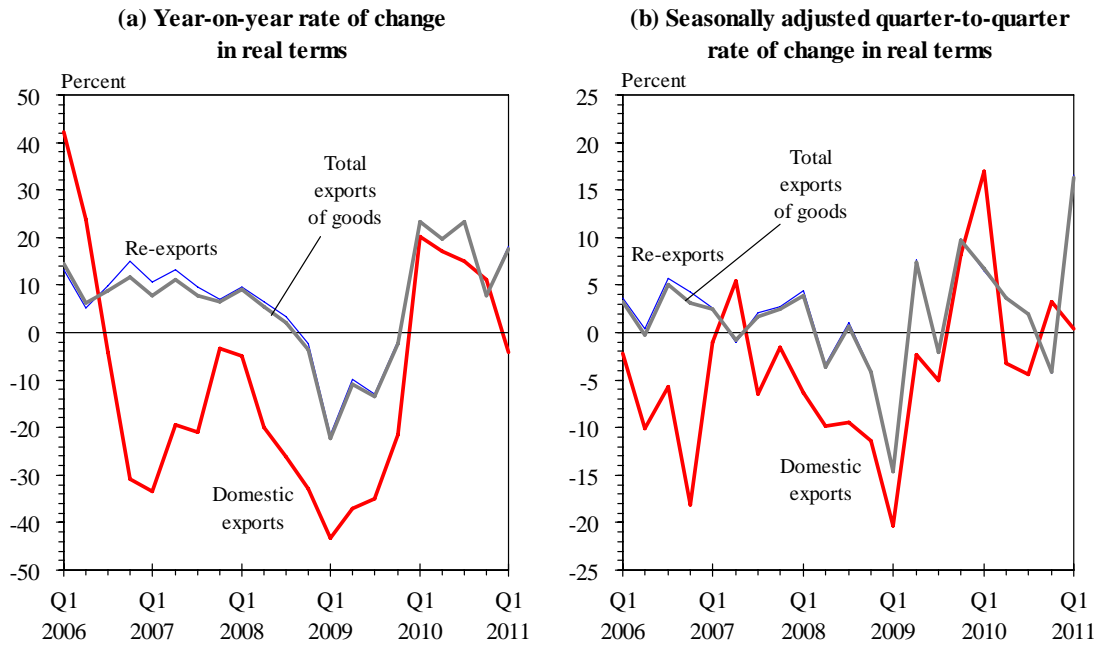 (a) Year-on-year rate of change
in real terms
Percent
50
40
30
20
10
0
-10
-20
-30
-40
-50
Total
exports
of goods
Re-exports
Domestic
exports
Q1 Q1 Q1 Q1 Q1 Q1
2006 2007 2008 2009 2010 2011
(b) Seasonally adjusted quarter-to-quarter
rate of change in real terms
Percent
25
20
15
10
5
0
-5
-10
-15
-20
-25
Total
exports
of goods
Re-exports
Domestic
exports
Q1 Q1 Q1 Q1 Q1 Q1
2006 2007 2008 2009 2010 2011